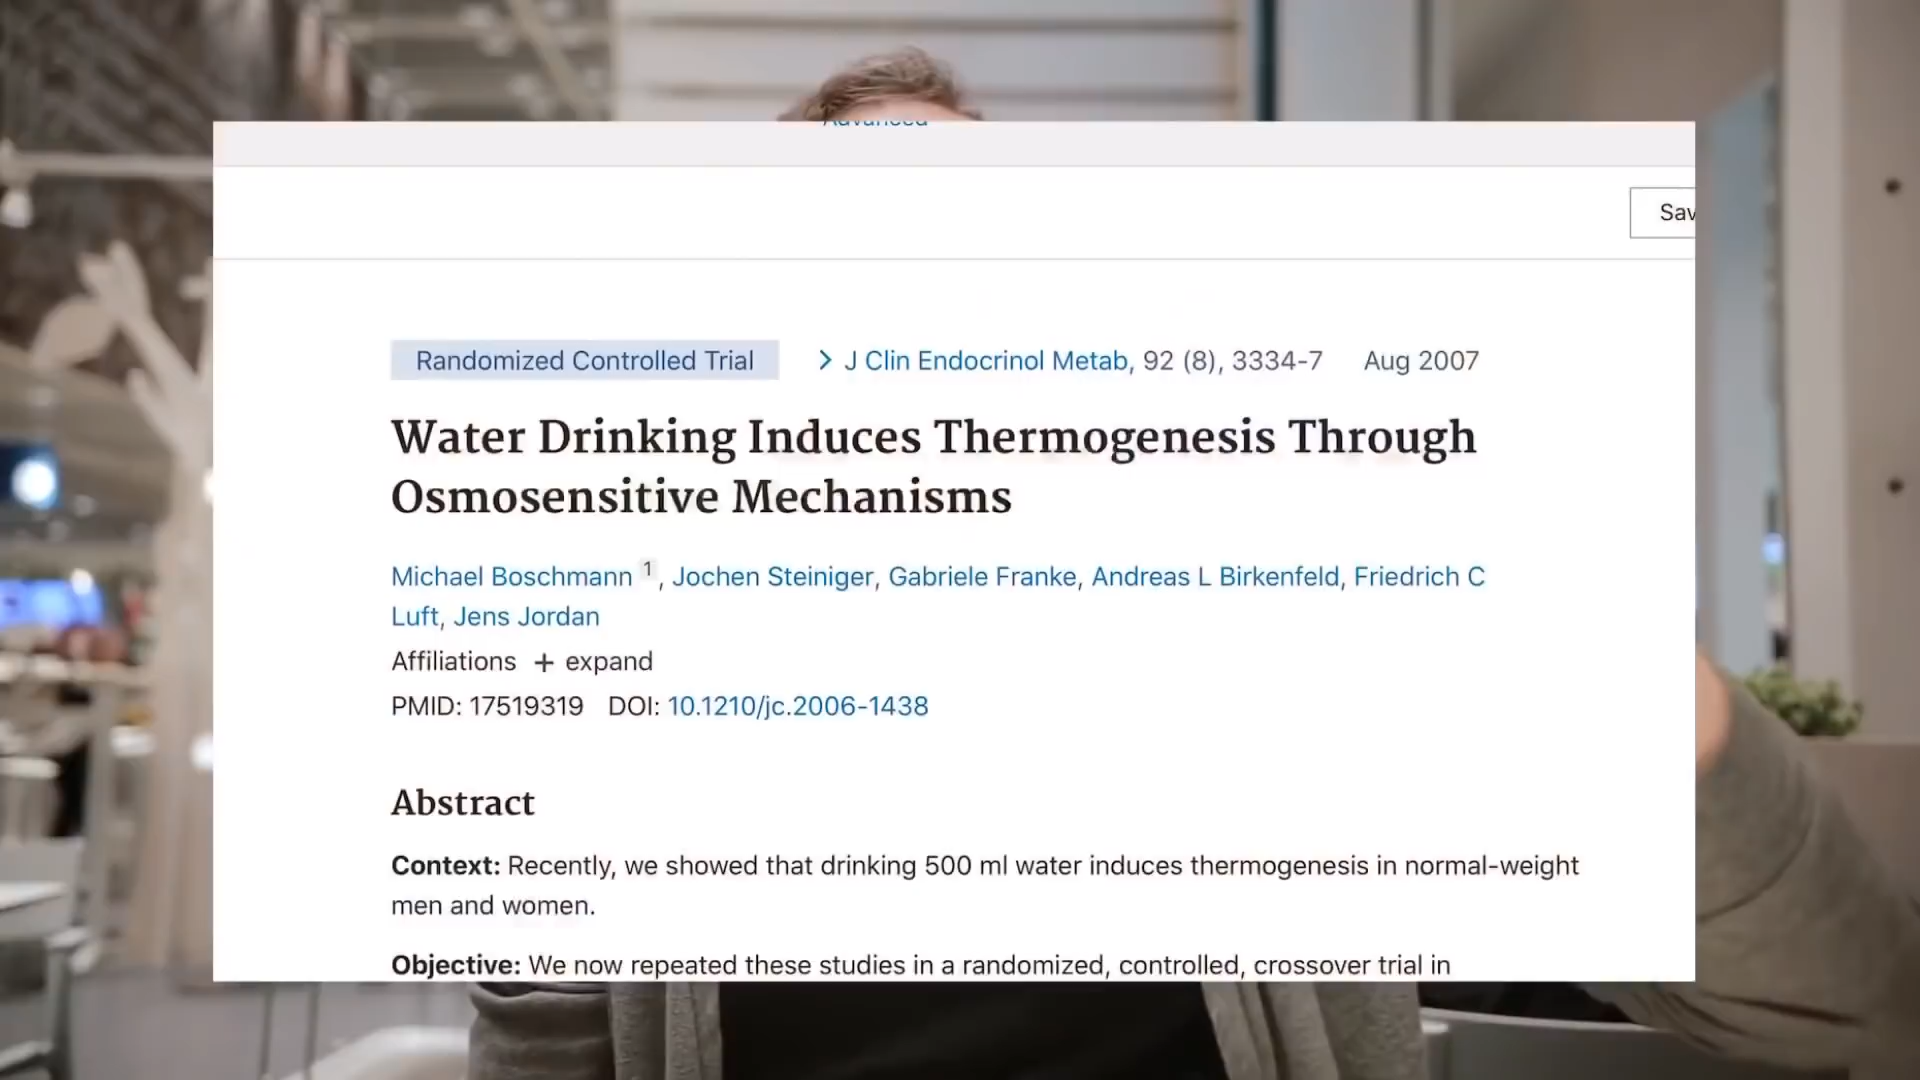 Advanced
Sav
Randomized Controlled Trial > J Clin Endocrinol Metab, 92 (8), 3334-7 Aug 2007
Water Drinking Induces Thermogenesis Through
Osmosensitive Mechanisms
Michael Boschmann 1, Jochen Steiniger, Gabriele Franke, Andreas L Birkenfeld, Friedrich C
Luft, Jens Jordan
Affiliations + expand
PMID: 17519319 DOI: 10.1210/jc.2006-1438
Abstract
Context: Recently, we showed that drinking 500 ml water induces thermogenesis in normal-weight
men and women.
Objective: We now repeated these studies in a randomized, controlled, crossover trial in